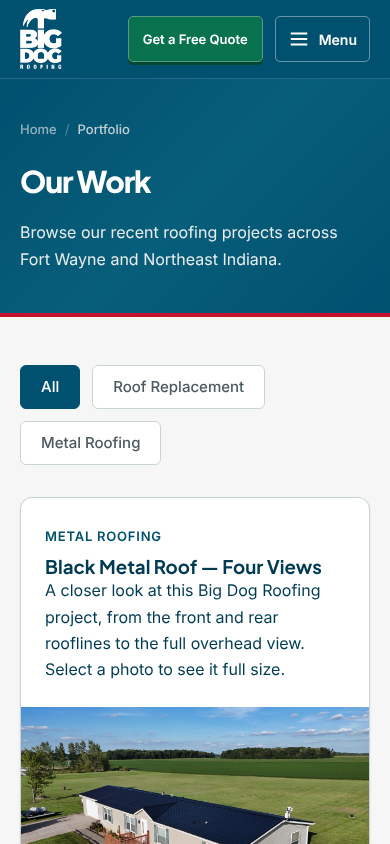 BIG
DOG
ROOFING
Get a Free Quote
Menu
Home / Portfolio
Our Work
Browse our recent roofing projects across
Fort Wayne and Northeast Indiana.
All
Roof Replacement
Metal Roofing
METAL ROOFING
Black Metal Roof — Four Views
A closer look at this Big Dog Roofing
project, from the front and rear
rooflines to the full overhead view.
Select a photo to see it full size.